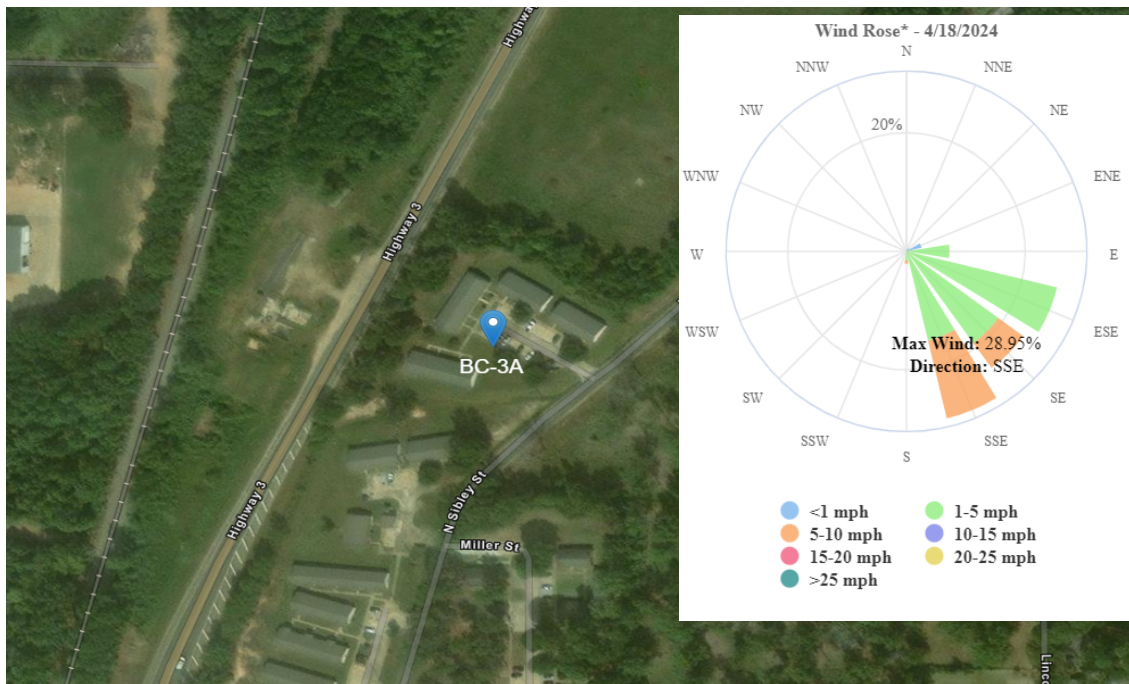 Highway
Highway 3
BC-3A
N Sibley St
Highway 3
Miller St
Wind Rose* - 4/18/2024
N
NNW
NNE
NW
NE
20%
WNW
ENE
W
E
WSW
ESE
Max Wind: 28.95%
Direction: SSE
SW
SE
SSW
SSE
S
<1 mph
1-5 mph
5-10 mph
10-15 mph
15-20 mph
20-25 mph
>25 mph
Linco